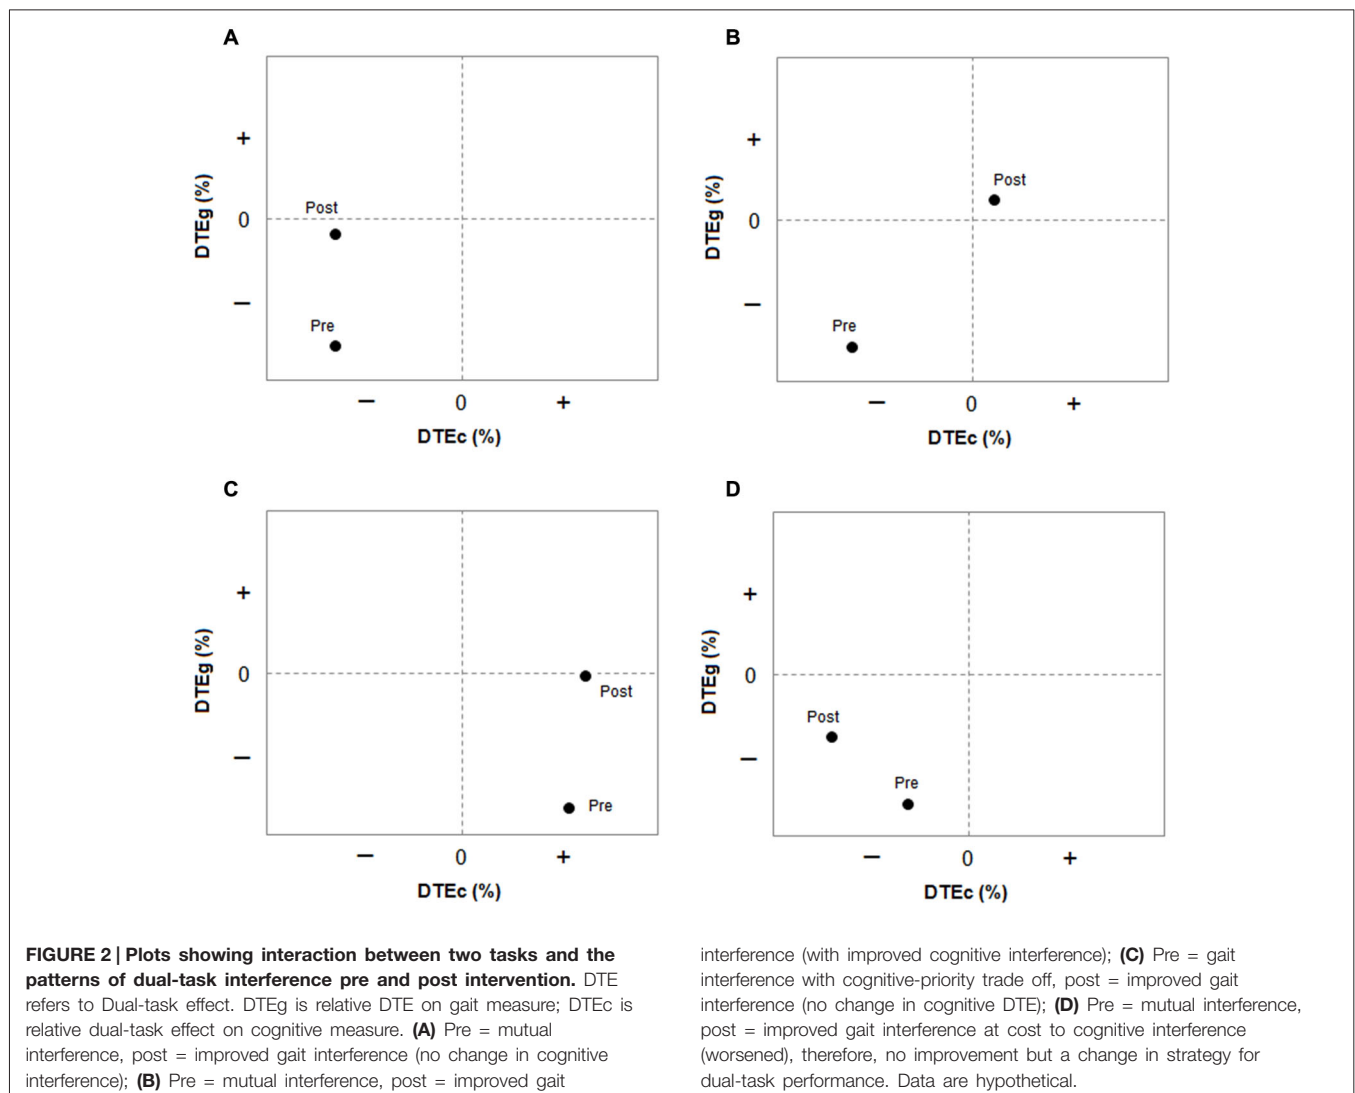 A
+
DTEg (%)
0
Post
−
Pre
− 0 +
DTEc (%)
B
+
DTEg (%)
Post
0
−
Pre
− 0 +
DTEc (%)
C
+
DTEg (%)
0
Post
−
Pre
− 0 +
DTEc (%)
D
+
DTEg (%)
0
Post
−
Pre
− 0 +
DTEc (%)
FIGURE 2 | Plots showing interaction between two tasks and the
patterns of dual-task interference pre and post intervention. DTE
refers to Dual-task effect. DTEg is relative DTE on gait measure; DTEc is
relative dual-task effect on cognitive measure. (A) Pre = mutual
interference, post = improved gait interference (no change in cognitive
interference); (B) Pre = mutual interference, post = improved gait
interference (with improved cognitive interference); (C) Pre = gait
interference with cognitive-priority trade off, post = improved gait
interference (no change in cognitive DTE); (D) Pre = mutual interference,
post = improved gait interference at cost to cognitive interference
(worsened), therefore, no improvement but a change in strategy for
dual-task performance. Data are hypothetical.